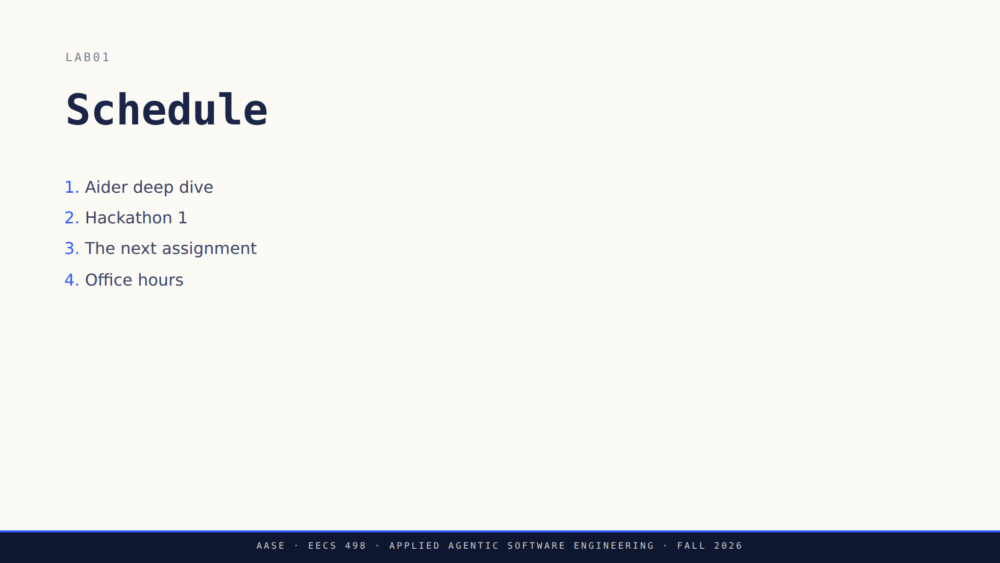 LAB01
Schedule
1. Aider deep dive
2. Hackathon 1
3. The next assignment
4. Office hours
AASE · EECS 498 · APPLIED AGENTIC SOFTWARE ENGINEERING · FALL 2026